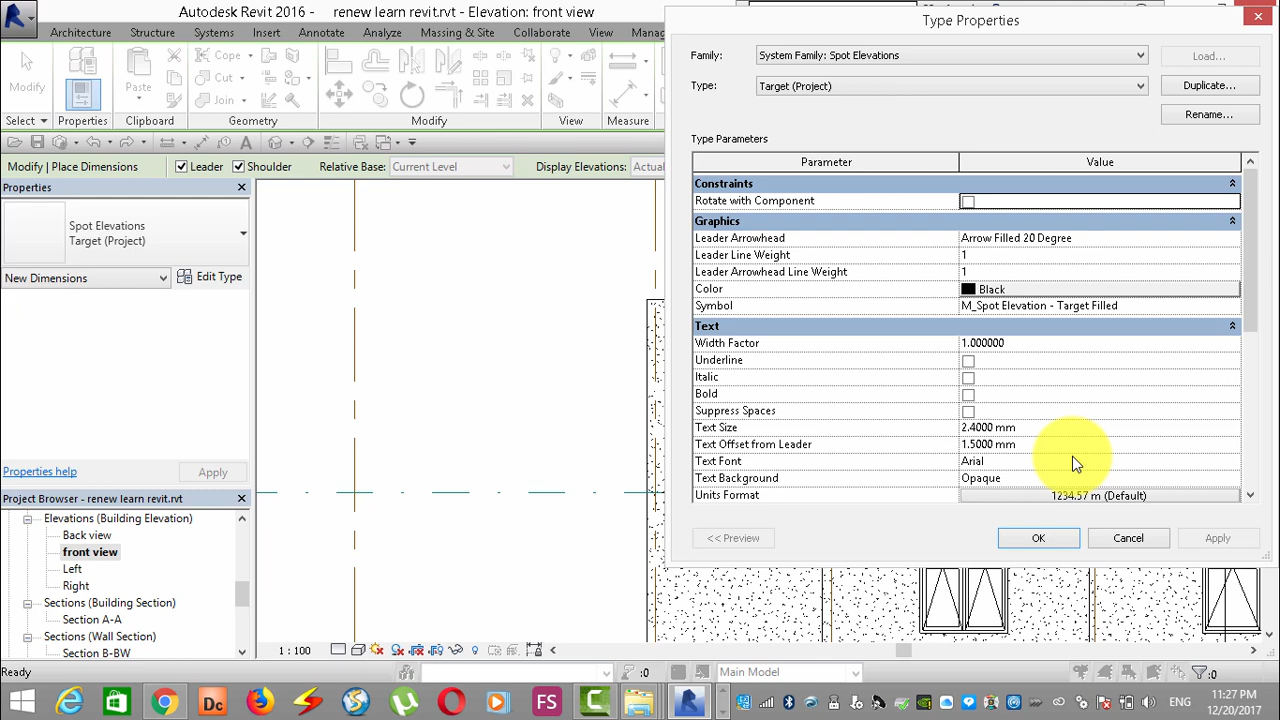 Autodesk Revit 2016 - renew learn revit.rvt - Elevation: front view
Architecture Structure Systems Insert Annotate Analyze Massing & Site Collaborate View Manag
Modify
Paste
Cope
Cut
Join
Select Properties Clipboard Geometry Modify View Measure
Modify | Place Dimensions Leader Shoulder Relative Base: Current Level Display Elevations: Actua
Properties
Spot Elevations
Target (Project)
New Dimensions Edit Type
Properties help Apply
Project Browser - renew learn revit.rvt
Elevations (Building Elevation)
Back view
front view
Left
Right
Sections (Building Section)
Section A-A
Sections (Wall Section)
Section B-BW
1 : 100
Ready
:0
Main Model
:0
Type Properties
Family: System Family: Spot Elevations Load...
Type: Target (Project) Duplicate...
Rename...
Type Parameters
Parameter Value
Constraints
Rotate with Component
Graphics
Leader Arrowhead Arrow Filled 20 Degree
Leader Line Weight 1
Leader Arrowhead Line Weight 1
Color Black
Symbol M_Spot Elevation - Target Filled
Text
Width Factor 1.000000
Underline
Italic
Bold
Suppress Spaces
Text Size 2.4000 mm
Text Offset from Leader 1.5000 mm
Text Font Arial
Text Background Opaque
Units Format 1234.57 m (Default)
<< Preview OK Cancel Apply
Dc
FS
ENG
11:27 PM
12/20/2017